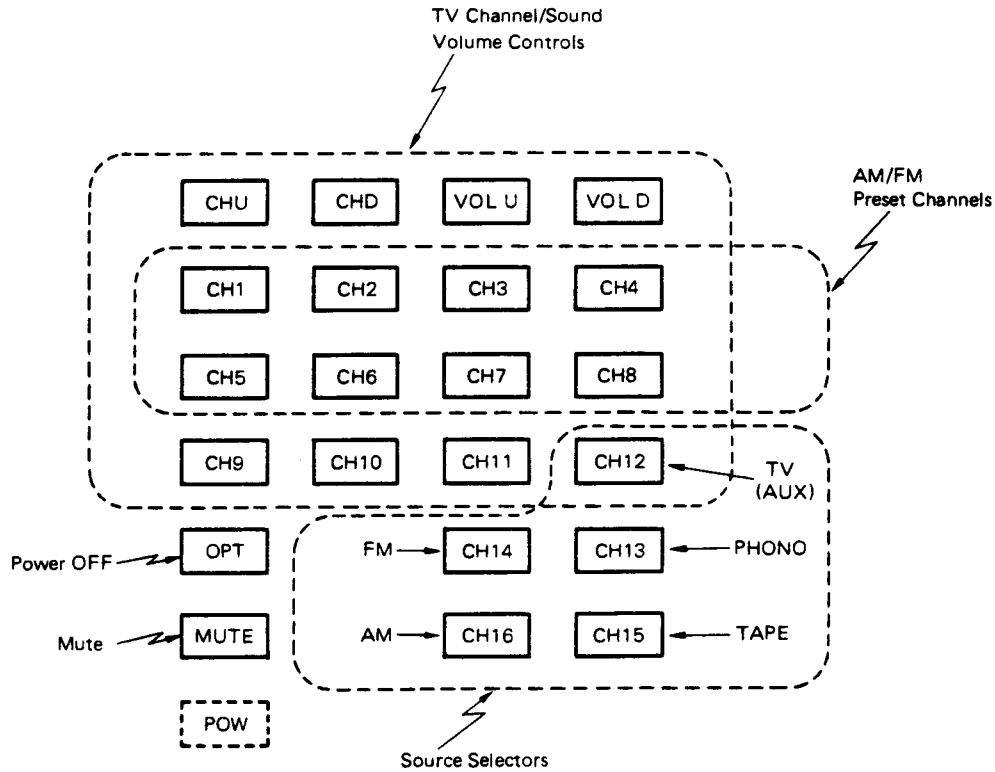 TV Channel/Sound
Volume Controls
AM/FM
Preset Channels
CHU
CHD
VOL U
VOL D
CH1
CH2
CH3
CH4
CH5
CH6
CH7
CH8
CH9
CH10
CH11
CH12
TV
(AUX)
Power OFF
OPT
FM
CH14
CH13
PHONO
Mute
MUTE
AM
CH16
CH15
TAPE
POW
Source Selectors